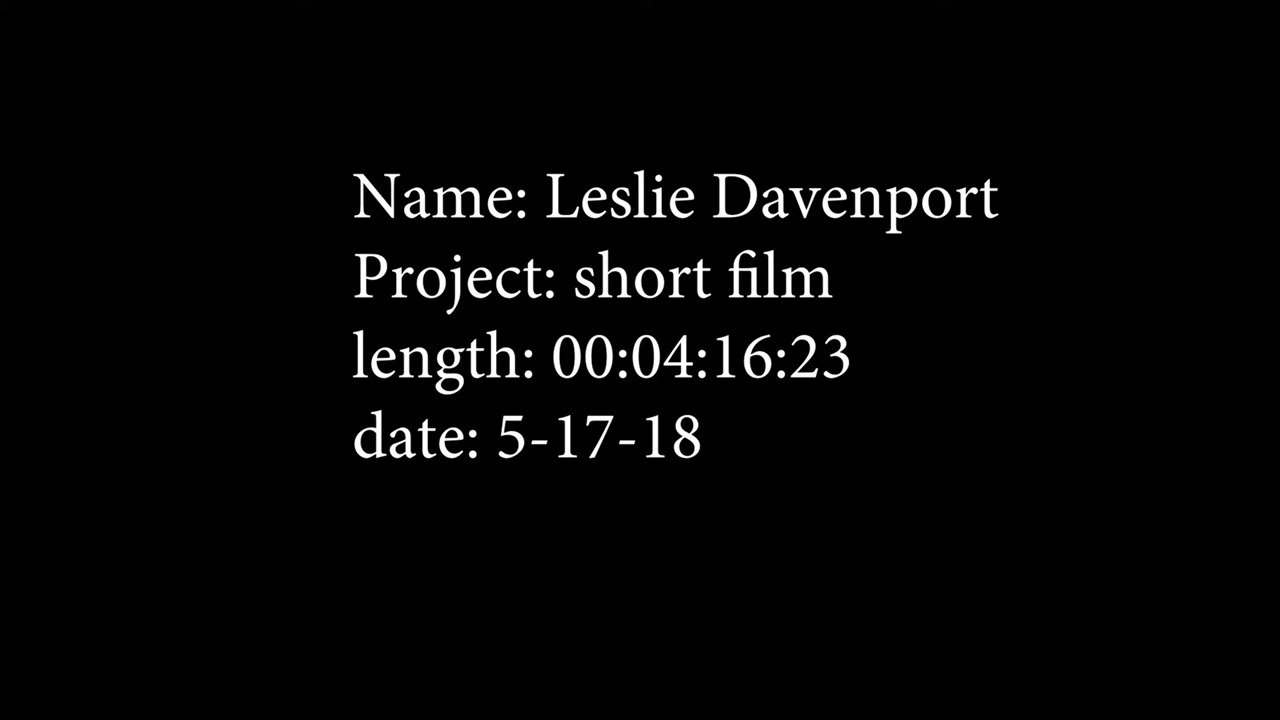 Name: Leslie Davenport
Project: short film
length: 00:04:16:23
date: 5-17-18